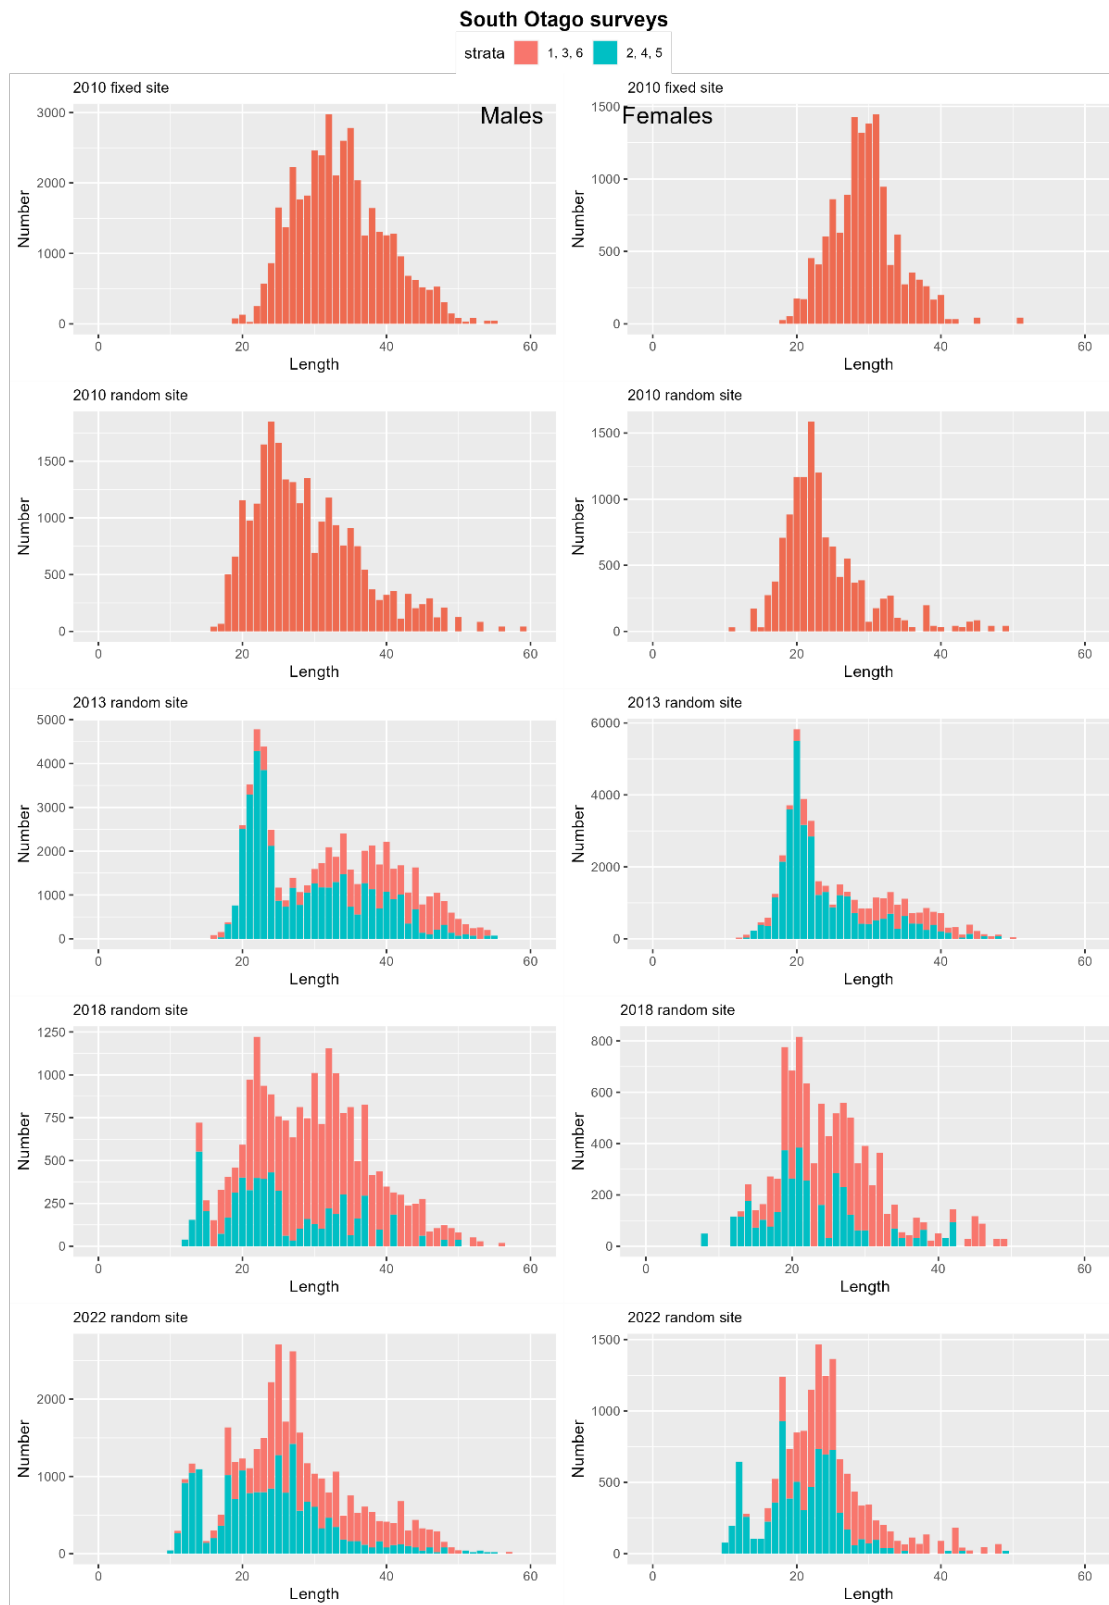 South Otago surveys
strata 1, 3, 6 2, 4, 5
2010 fixed site
Males
Number
3000
2000
1000
0
0 20 40 60
Length
2010 fixed site
Females
Number
1500
1000
500
0
0 20 40 60
Length
2010 random site
Number
1500
1000
500
0
0 20 40 60
Length
2010 random site
Number
1500
1000
500
0
0 20 40 60
Length
2013 random site
Number
5000
4000
3000
2000
1000
0
0 20 40 60
Length
2013 random site
Number
6000
4000
2000
0
0 20 40 60
Length
2018 random site
Number
1250
1000
750
500
250
0
0 20 40 60
Length
2018 random site
Number
800
600
400
200
0
0 20 40 60
Length
2022 random site
Number
2000
1000
0
0 20 40 60
Length
2022 random site
Number
1500
1000
500
0
0 20 40 60
Length